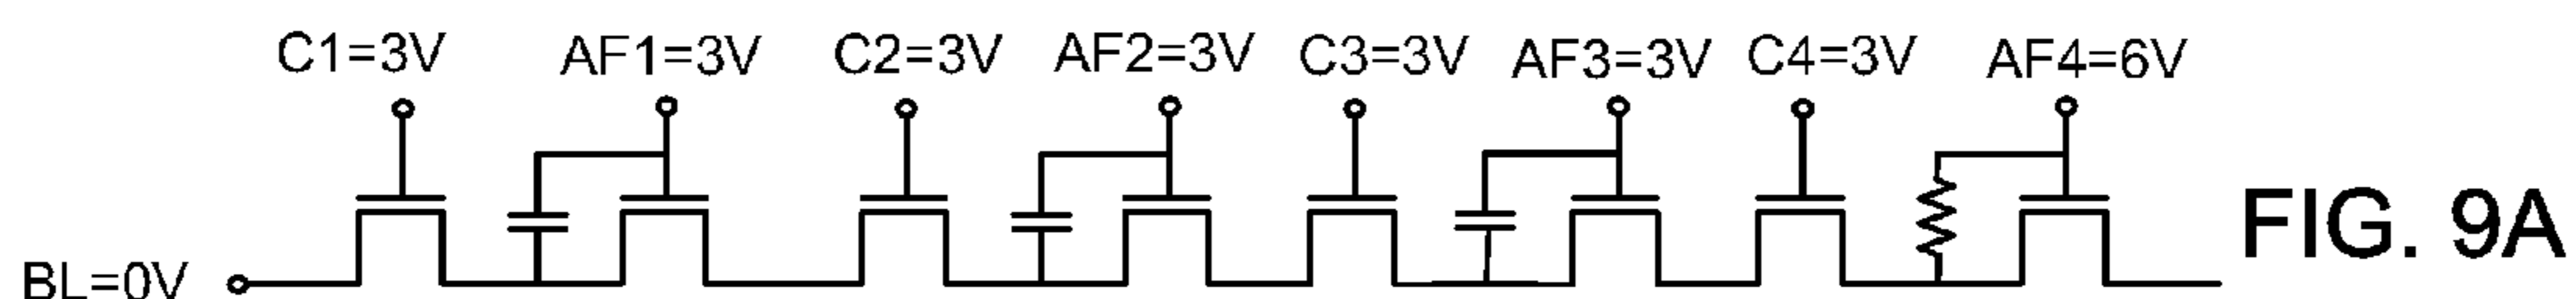 C1=3V AF1=3V C2=3V AF2=3V C3=3V AF3=3V C4=3V AF4=6V
FIG. 9A
BL=0V